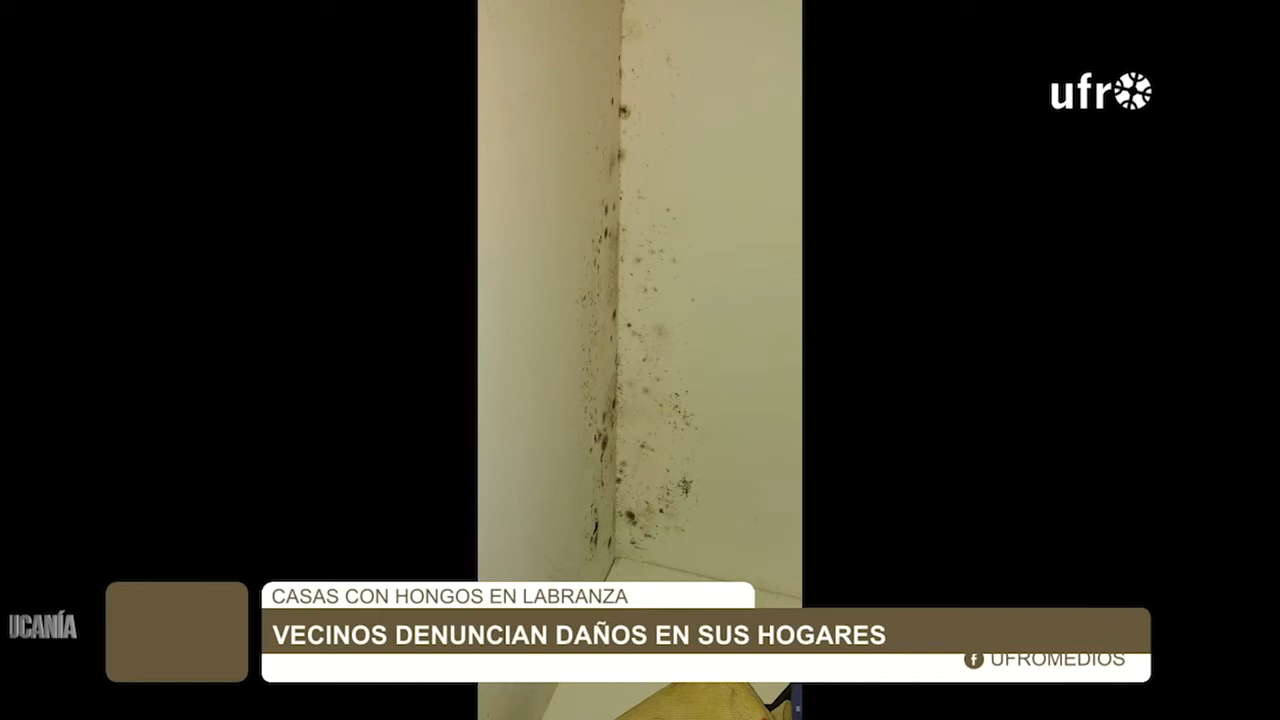 ufro
CASAS CON HONGOS EN LABRANZA
VECINOS DENUNCIAN DAÑOS EN SUS HOGARES
UCANÍA
UFROMEDIOS